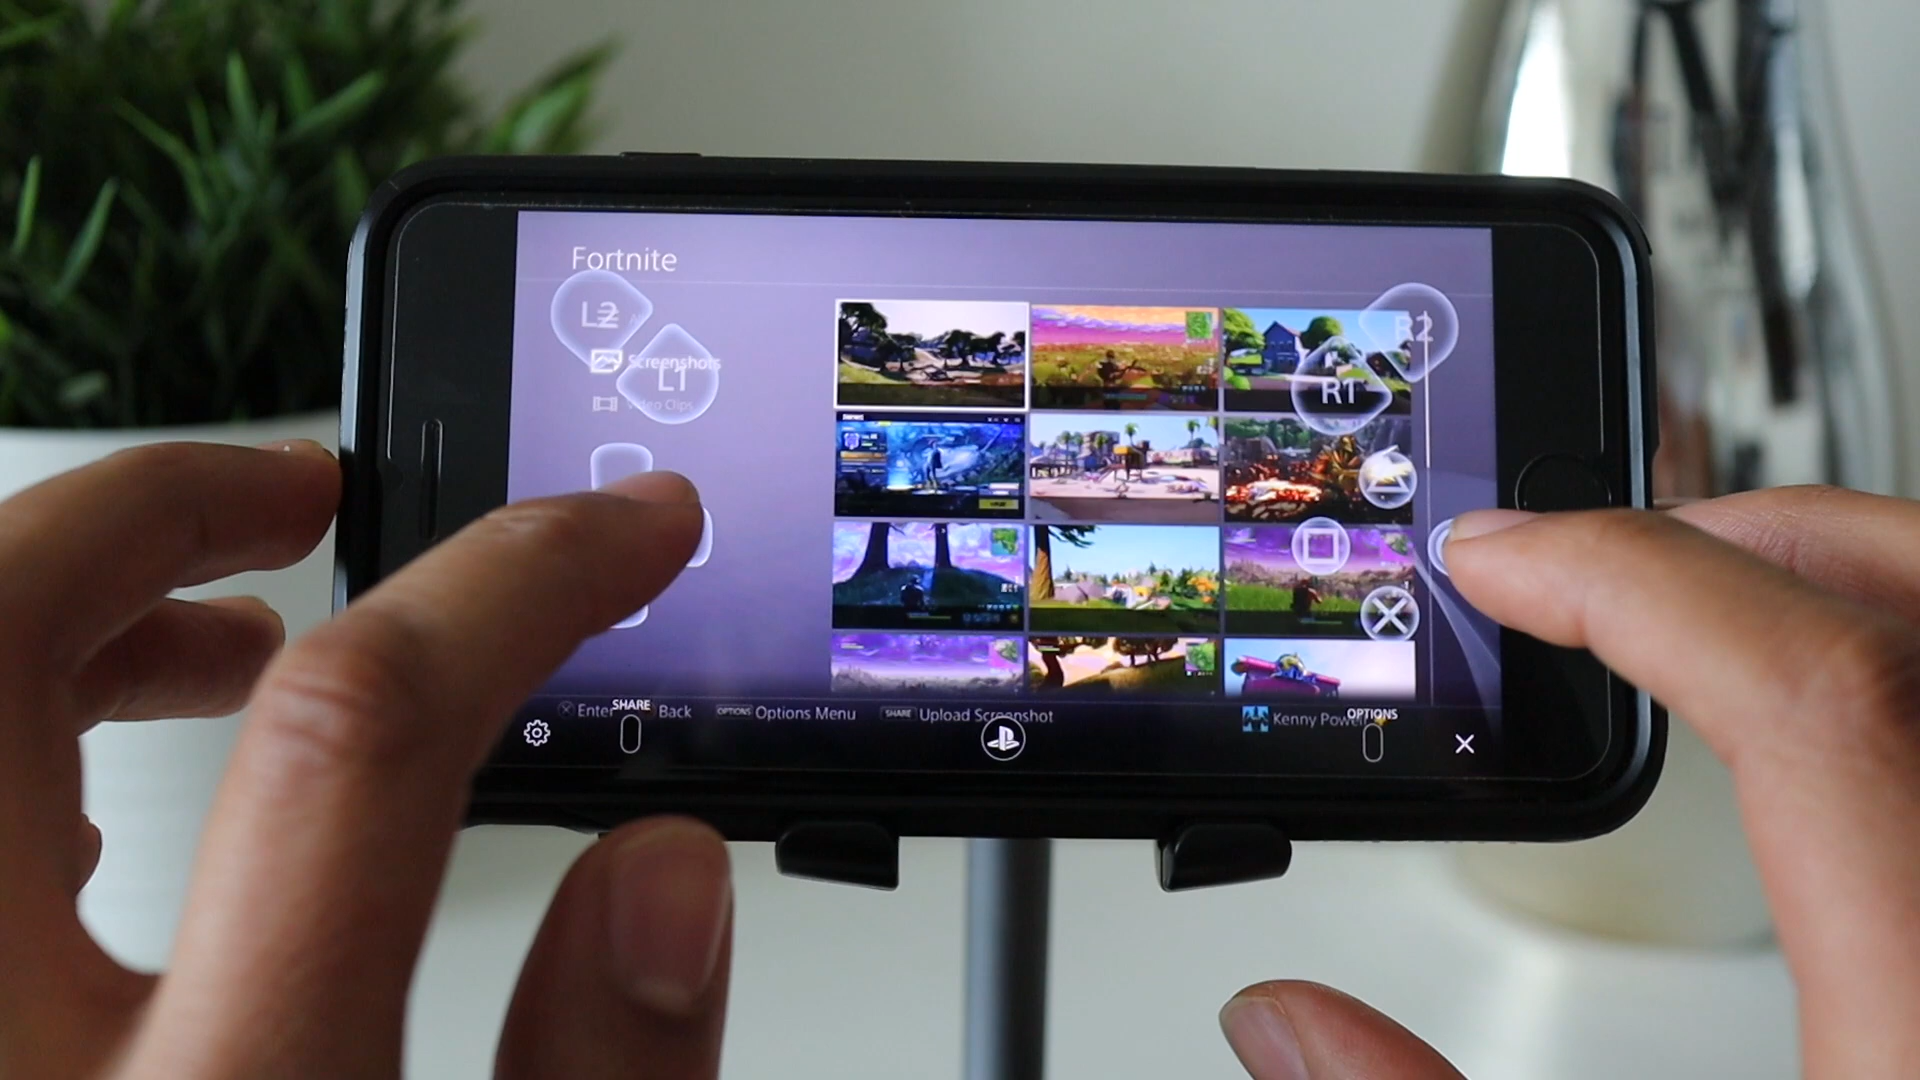 Fortnite
L2
R2
Screenshots
L1
R1
Video Clips
SHARE
OPTIONS
Enter Back OPTIONS Options Menu SHARE Upload Screenshot